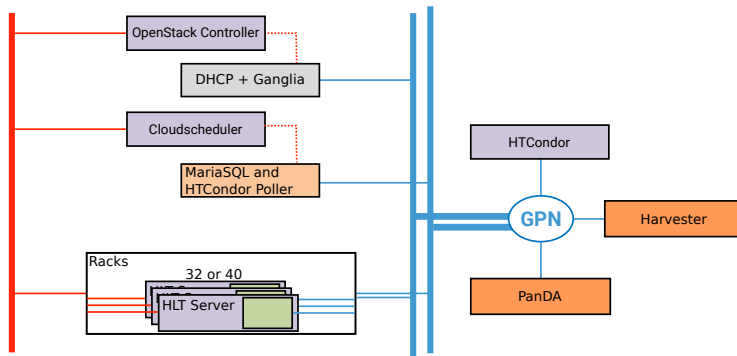 OpenStack Controller
DHCP + Ganglia
Cloudscheduler
MariaSQL and
HTCondor Poller
HTCondor
GPN
Harvester
PanDA
Racks
32 or 40
HLT Server